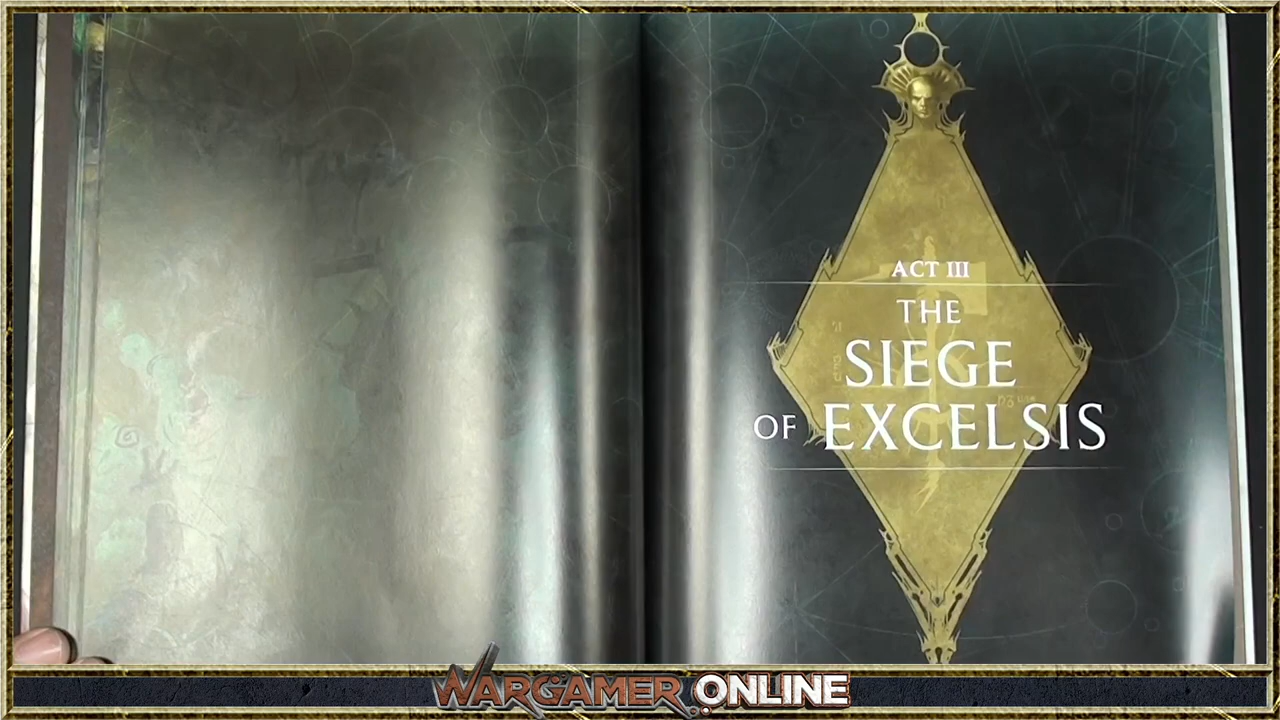 ACT III
THE
SIEGE
OF EXCELSIS
WARGAMER ONLINE